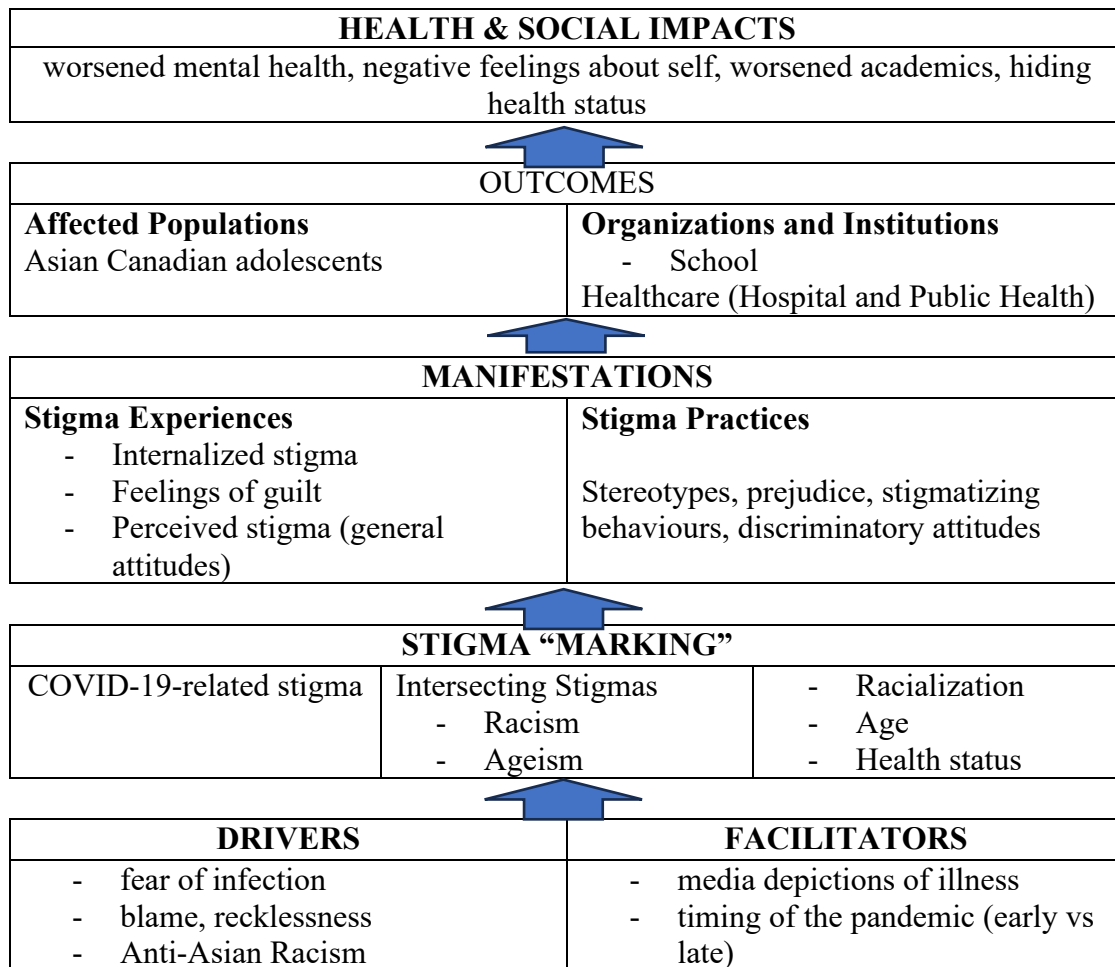 HEALTH & SOCIAL IMPACTS
worsened mental health, negative feelings about self, worsened academics, hiding
health status
OUTCOMES
Affected Populations
Asian Canadian adolescents
Organizations and Institutions
- School
Healthcare (Hospital and Public Health)
MANIFESTATIONS
Stigma Experiences
- Internalized stigma
- Feelings of guilt
- Perceived stigma (general
attitudes)
Stigma Practices
Stereotypes, prejudice, stigmatizing
behaviours, discriminatory attitudes
STIGMA “MARKING”
COVID-19-related stigma
Intersecting Stigmas
- Racism
- Ageism
- Racialization
- Age
- Health status
DRIVERS
- fear of infection
- blame, recklessness
- Anti-Asian Racism
FACILITATORS
- media depictions of illness
- timing of the pandemic (early vs
late)